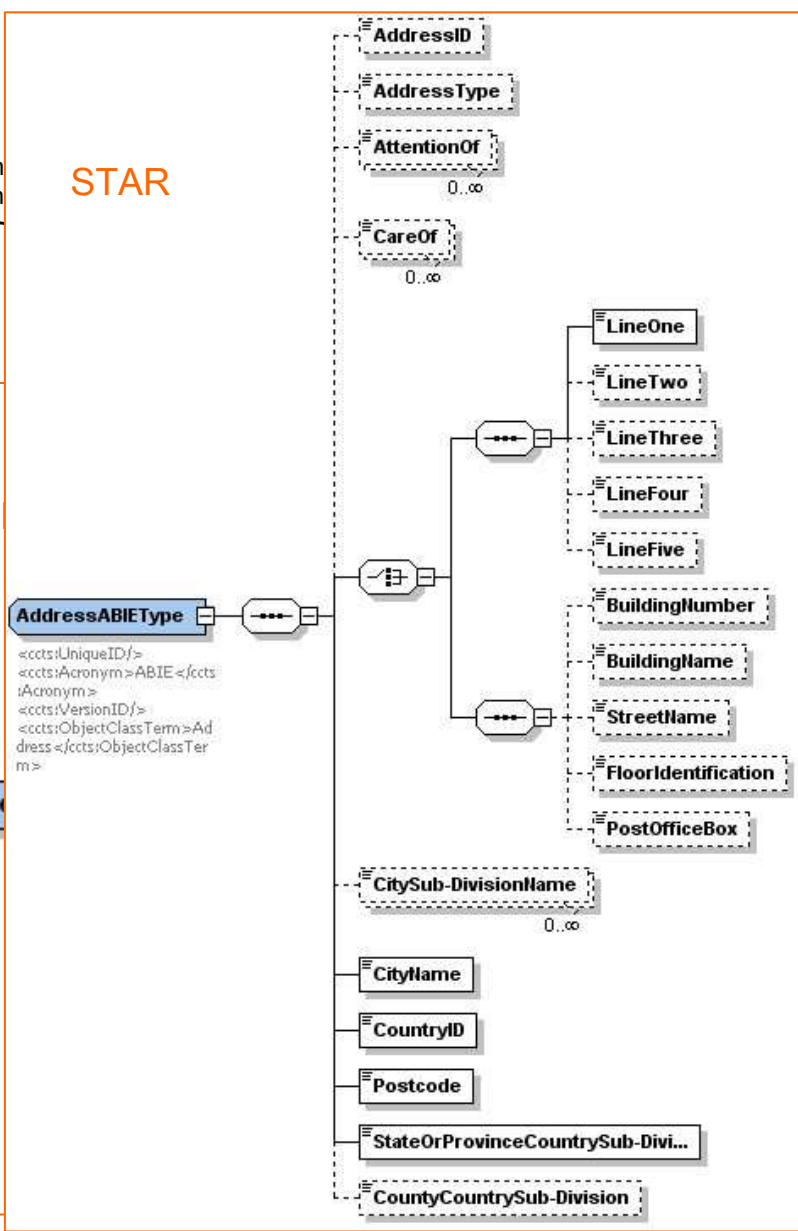 STAR
AddressID
AddressType
AttentionOf
0..∞
CareOf
0..∞
LineOne
LineTwo
LineThree
LineFour
LineFive
AddressABIEType
<ccts:UniqueID/>
<ccts:Acronym>ABIE</ccts
:Acronym>
<ccts:VersionID/>
<ccts:ObjectClassTerm>Ad
dress</ccts:ObjectClassTer
m>
BuildingNumber
BuildingName
StreetName
FloorIdentification
PostOfficeBox
CitySub-DivisionName
0..∞
CityName
CountryID
Postcode
StateOrProvinceCountrySub-Divi...
CountyCountrySub-Division